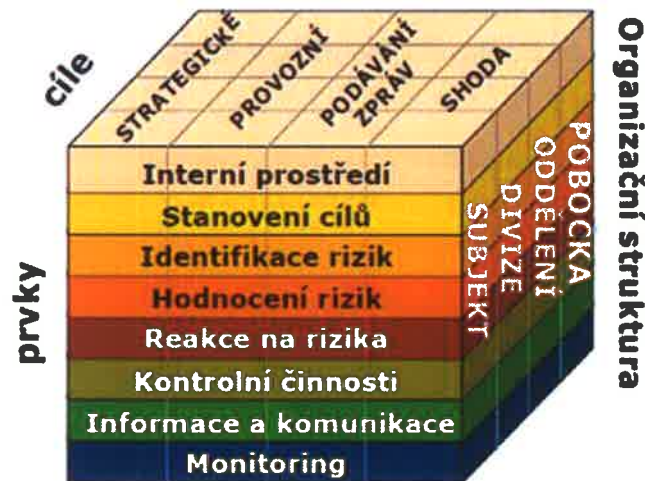 cíle
STRATEGICKÉ
PROVOZNÍ
PODÁVÁNÍ
ZPRÁV
SHODA
prvky
Interní prostředí
Stanovení cílů
Identifikace rizik
Hodnocení rizik
Reakce na rizika
Kontrolní činnosti
Informace a komunikace
Monitoring
SUBJEKT
DIVIZE
ODDĚLENÍ
POBOČKA
Organizační struktura